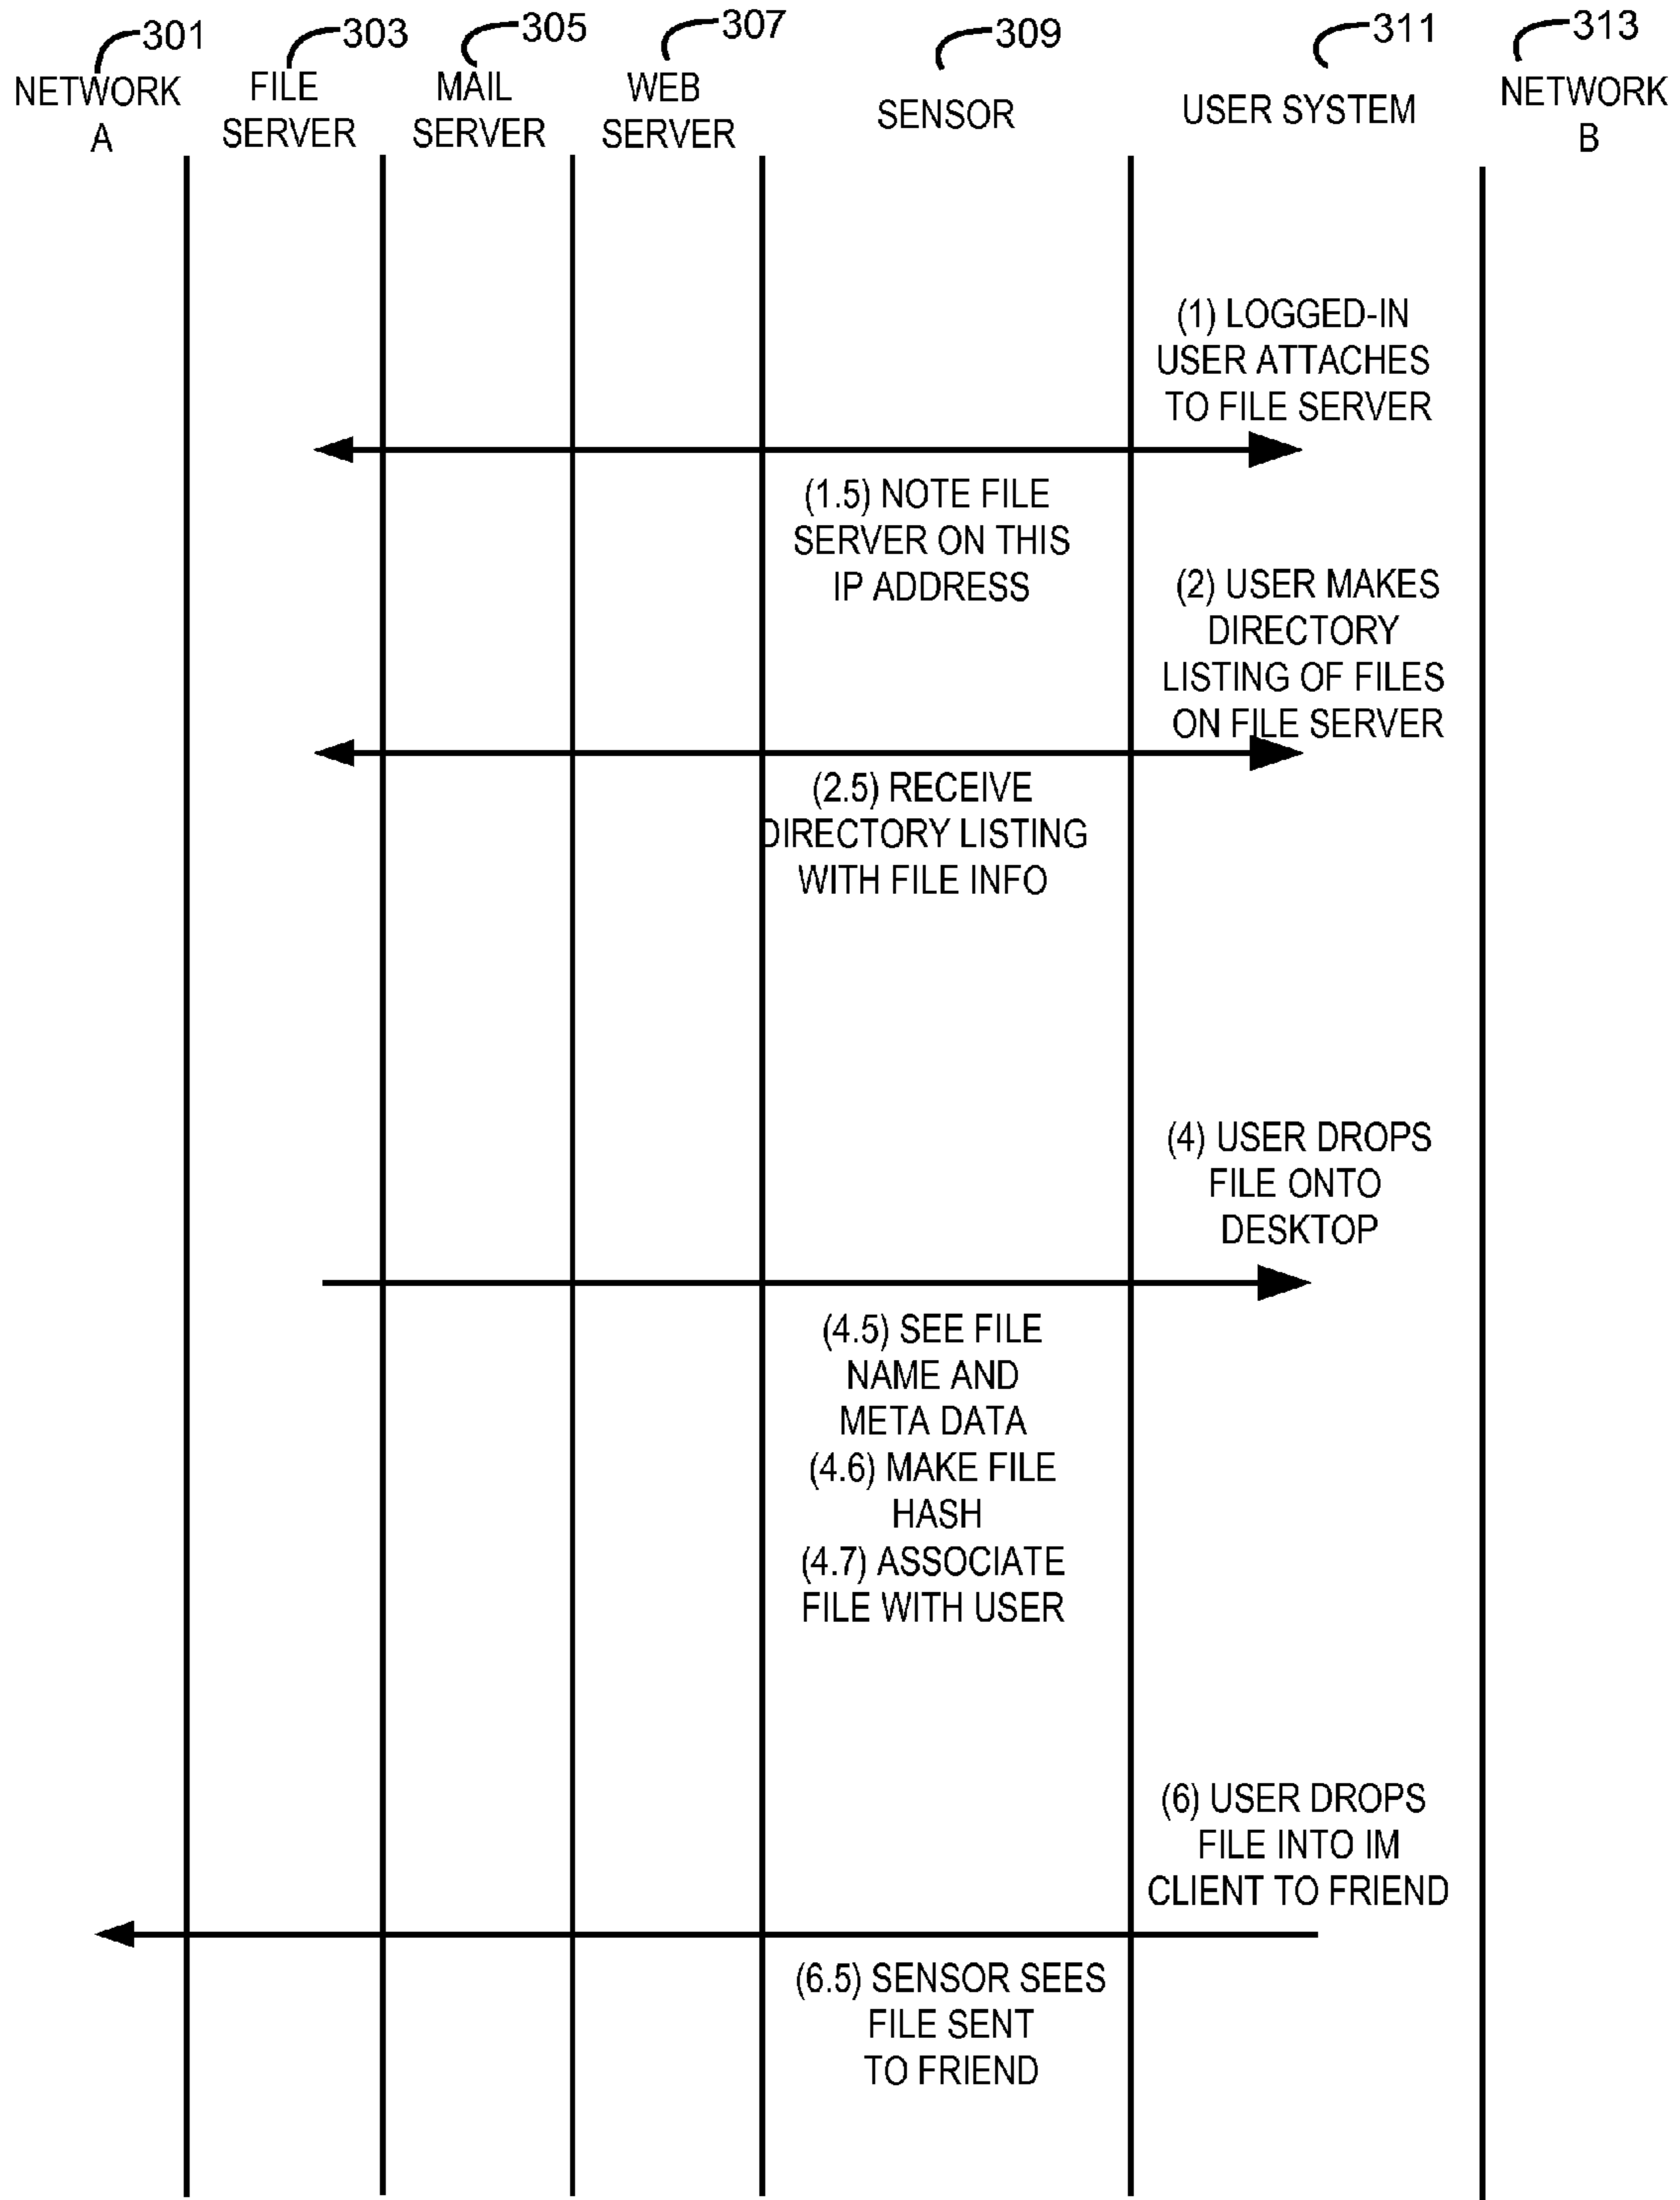 301
303
305
307
309
311
313
NETWORK
A
FILE
SERVER
MAIL
SERVER
WEB
SERVER
SENSOR
USER SYSTEM
NETWORK
B
(1) LOGGED-IN
USER ATTACHES
TO FILE SERVER
(1.5) NOTE FILE
SERVER ON THIS
IP ADDRESS
(2) USER MAKES
DIRECTORY
LISTING OF FILES
ON FILE SERVER
(2.5) RECEIVE
DIRECTORY LISTING
WITH FILE INFO
(4) USER DROPS
FILE ONTO
DESKTOP
(4.5) SEE FILE
NAME AND
META DATA
(4.6) MAKE FILE
HASH
(4.7) ASSOCIATE
FILE WITH USER
(6) USER DROPS
FILE INTO IM
CLIENT TO FRIEND
(6.5) SENSOR SEES
FILE SENT
TO FRIEND